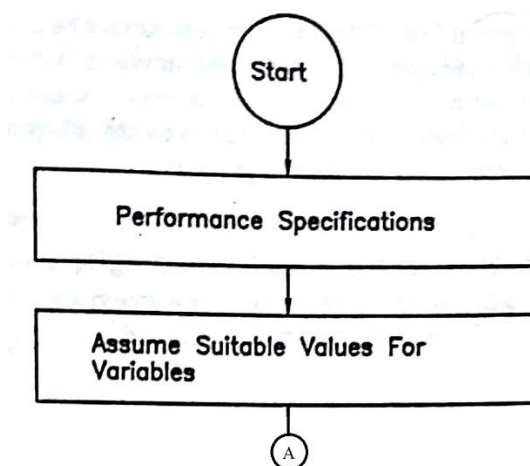 Start
Performance Specifications
Assume Suitable Values For
Variables
A